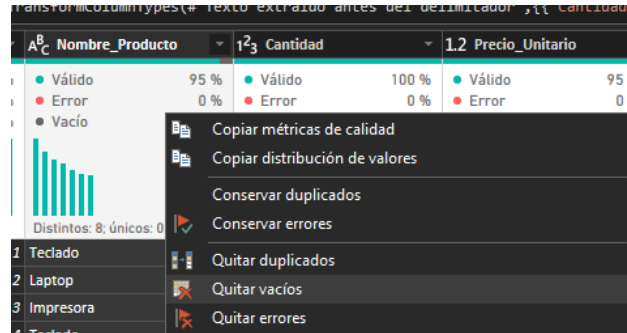 ransformColumnTypes(# Texto extraído antes del delimitador ,{{ Cantidad
ABC Nombre_Producto
123 Cantidad
1.2 Precio_Unitario
Válido 95 %
Error 0 %
Vacío
Válido 100 %
Error 0 %
Válido 95
Error 0
Distintos: 8; únicos: 0
1 Teclado
2 Laptop
3 Impresora
Copiar métricas de calidad
Copiar distribución de valores
Conservar duplicados
Conservar errores
Quitar duplicados
Quitar vacíos
Quitar errores